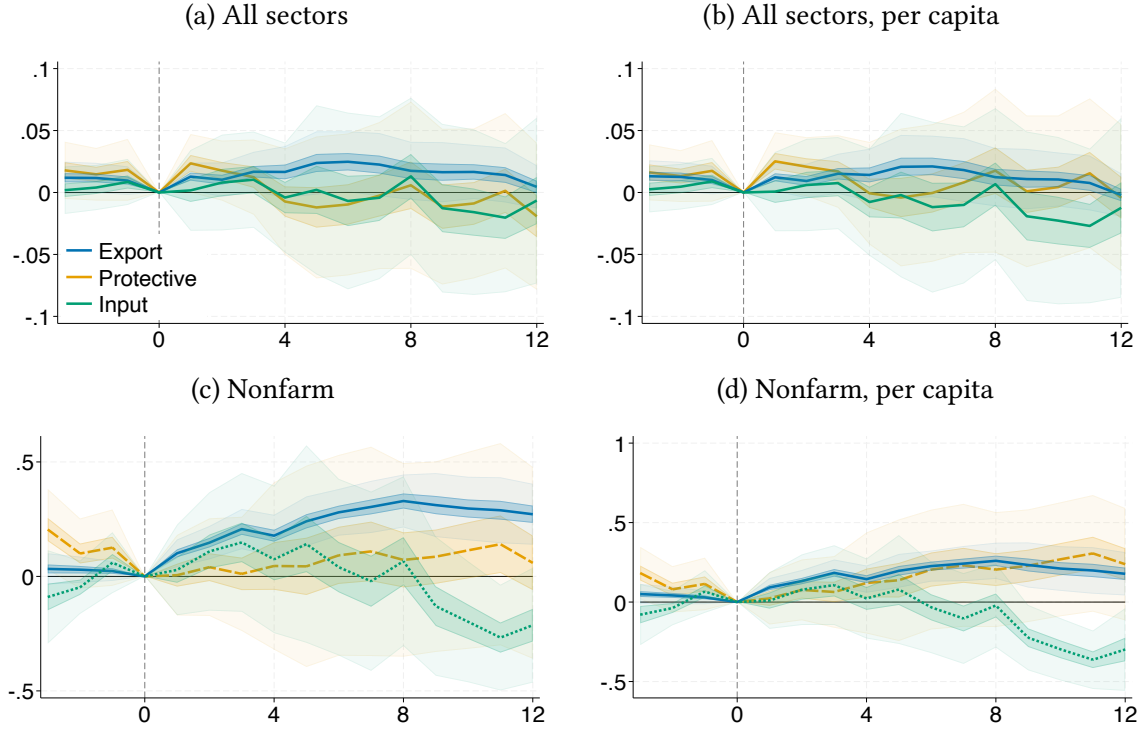 (a) All sectors
(b) All sectors, per capita
.1
.05
0
-.05
-.1
Export
Protective
Input
0 4 8 12
.1
.05
0
-.05
-.1
0 4 8 12
(c) Nonfarm
(d) Nonfarm, per capita
.5
0
-.5
0 4 8 12
1
.5
0
-.5
0 4 8 12